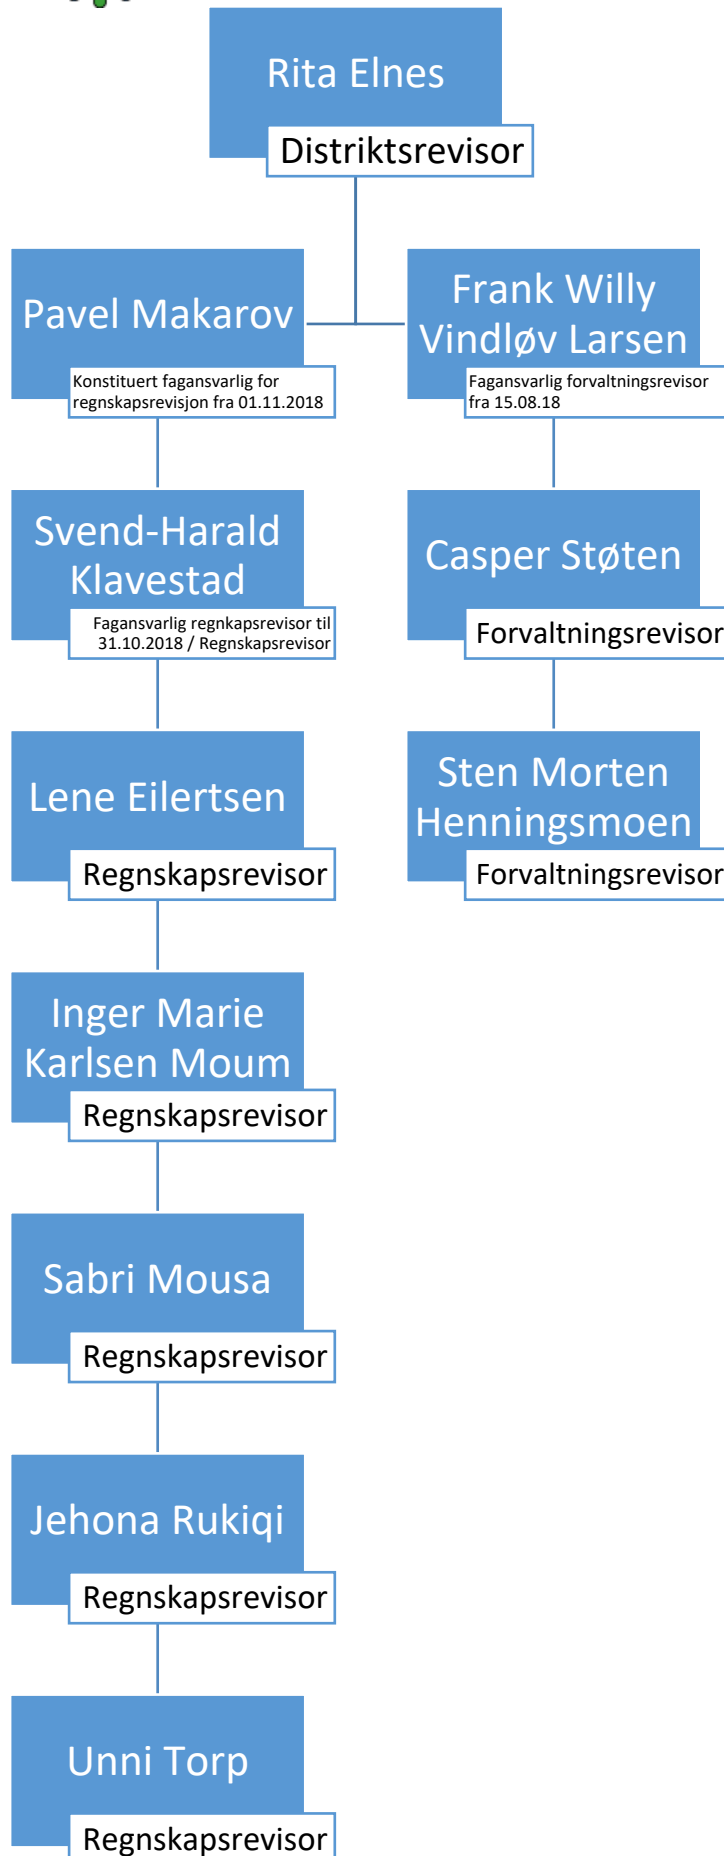 Rita Elnes
Distriktsrevisor
Pavel Makarov
Konstituert fagansvarlig for
regnskapsrevisjon fra 01.11.2018
Frank Willy
Vindløv Larsen
Fagansvarlig forvaltningsrevisor
fra 15.08.18
Svend-Harald
Klavestad
Fagansvarlig regnkapsrevisor til
31.10.2018 / Regnskapsrevisor
Casper Støten
Forvaltningsrevisor
Lene Eilertsen
Regnskapsrevisor
Sten Morten
Henningsmoen
Forvaltningsrevisor
Inger Marie
Karlsen Moum
Regnskapsrevisor
Sabri Mousa
Regnskapsrevisor
Jehona Rukiqi
Regnskapsrevisor
Unni Torp
Regnskapsrevisor